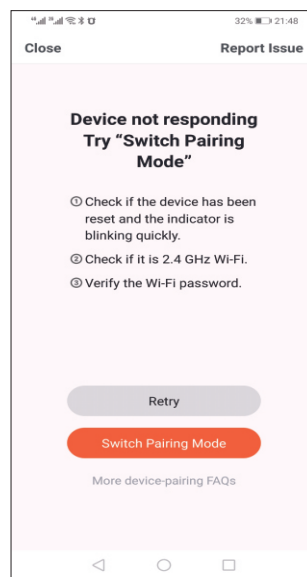 32% 21:48
Close Report Issue
Device not responding
Try “Switch Pairing
Mode”
① Check if the device has been
reset and the indicator is
blinking quickly.
② Check if it is 2.4 GHz Wi-Fi.
③ Verify the Wi-Fi password.
Retry
Switch Pairing Mode
More device-pairing FAQs